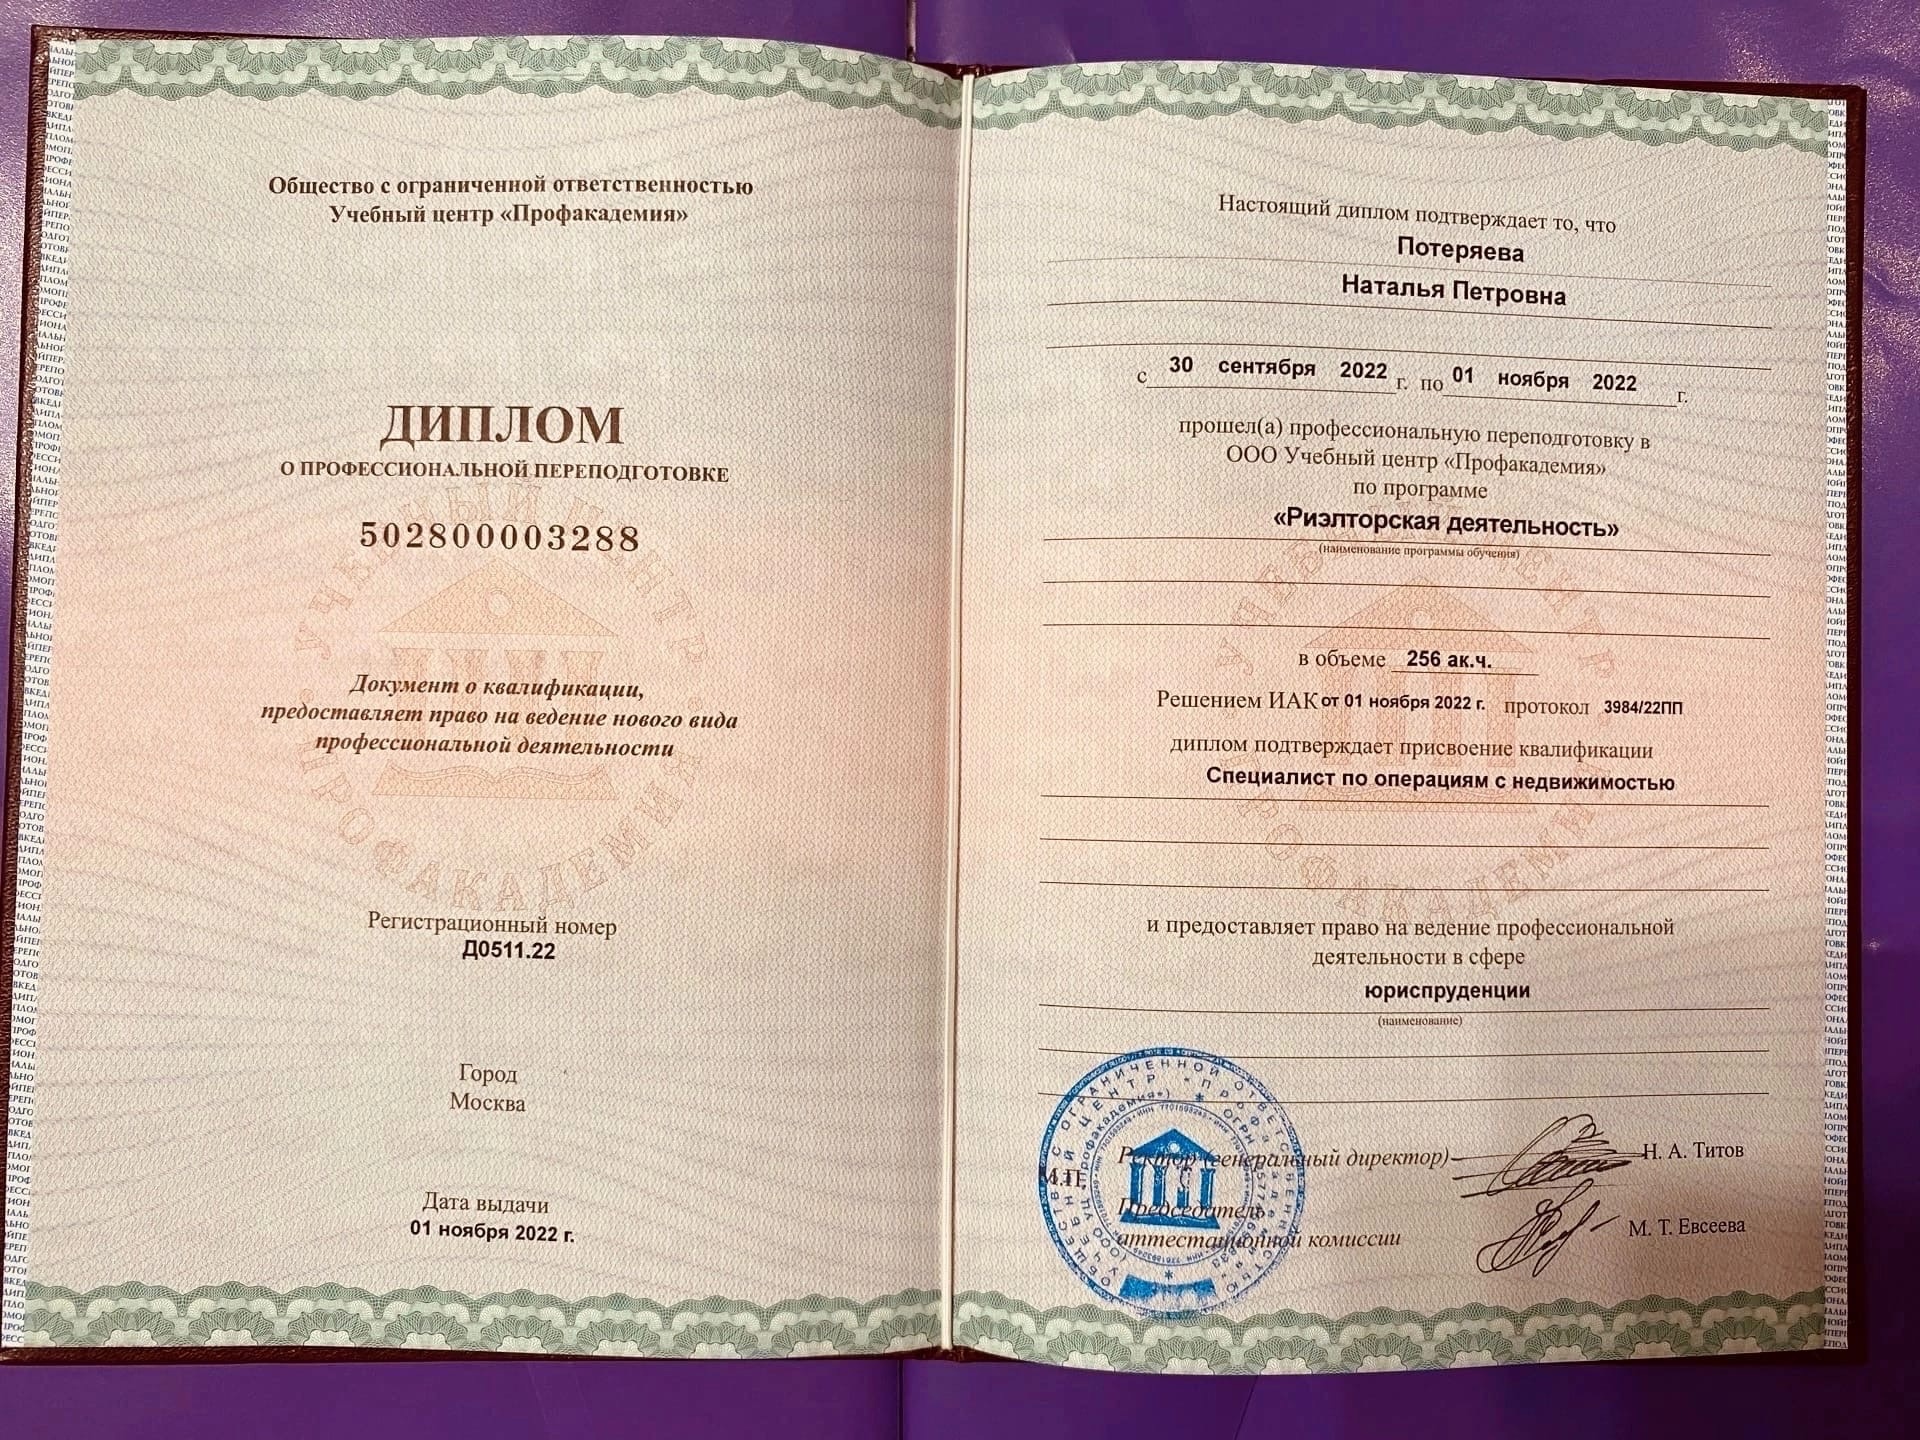 Общество с ограниченной ответственностью
Учебный центр «Профакадемия»
ДИПЛОМ
О ПРОФЕССИОНАЛЬНОЙ ПЕРЕПОДГОТОВКЕ
502800003288
УЧЕБНЫЙ ЦЕНТР
ПРОФАКАДЕМИЯ
Документ о квалификации,
предоставляет право на ведение нового вида
профессиональной деятельности
Регистрационный номер
Д0511.22
Город
Москва
Дата выдачи
01 ноября 2022 г.
Настоящий диплом подтверждает то, что
Потеряева
Наталья Петровна
с 30 сентября 2022 г. по 01 ноября 2022 г.
прошел(а) профессиональную переподготовку в
ООО Учебный центр «Профакадемия»
по программе
«Риэлторская деятельность»
(наименование программы обучения)
в объеме 256 ак.ч.
Решением ИАК от 01 ноября 2022 г. протокол 3984/22ПП
диплом подтверждает присвоение квалификации
Специалист по операциям с недвижимостью
и предоставляет право на ведение профессиональной
деятельности в сфере
юриспруденции
(наименование)
Ректор (генеральный директор) Н. А. Титов
М.П.
Председатель
аттестационной комиссии М. Т. Евсеева